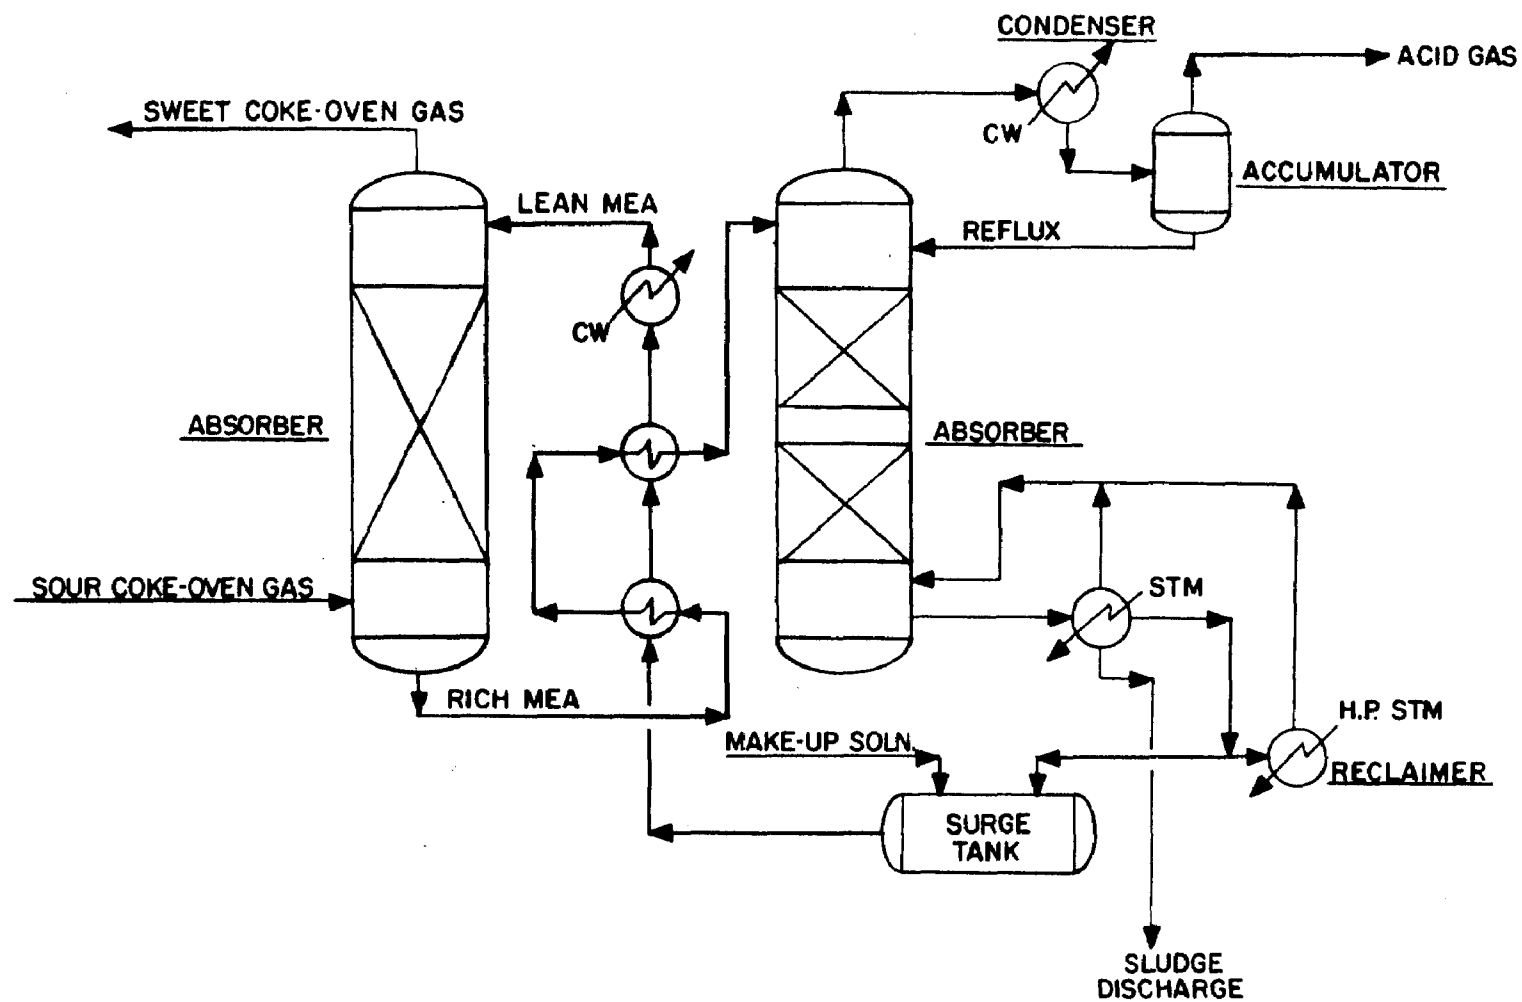 CONDENSER
ACID GAS
SWEET COKE-OVEN GAS
CW
ACCUMULATOR
LEAN MEA
REFLUX
CW
ABSORBER
ABSORBER
SOUR COKE-OVEN GAS
STM
RICH MEA
H.P. STM
MAKE-UP SOLN.
RECLAIMER
SURGE
TANK
SLUDGE
DISCHARGE